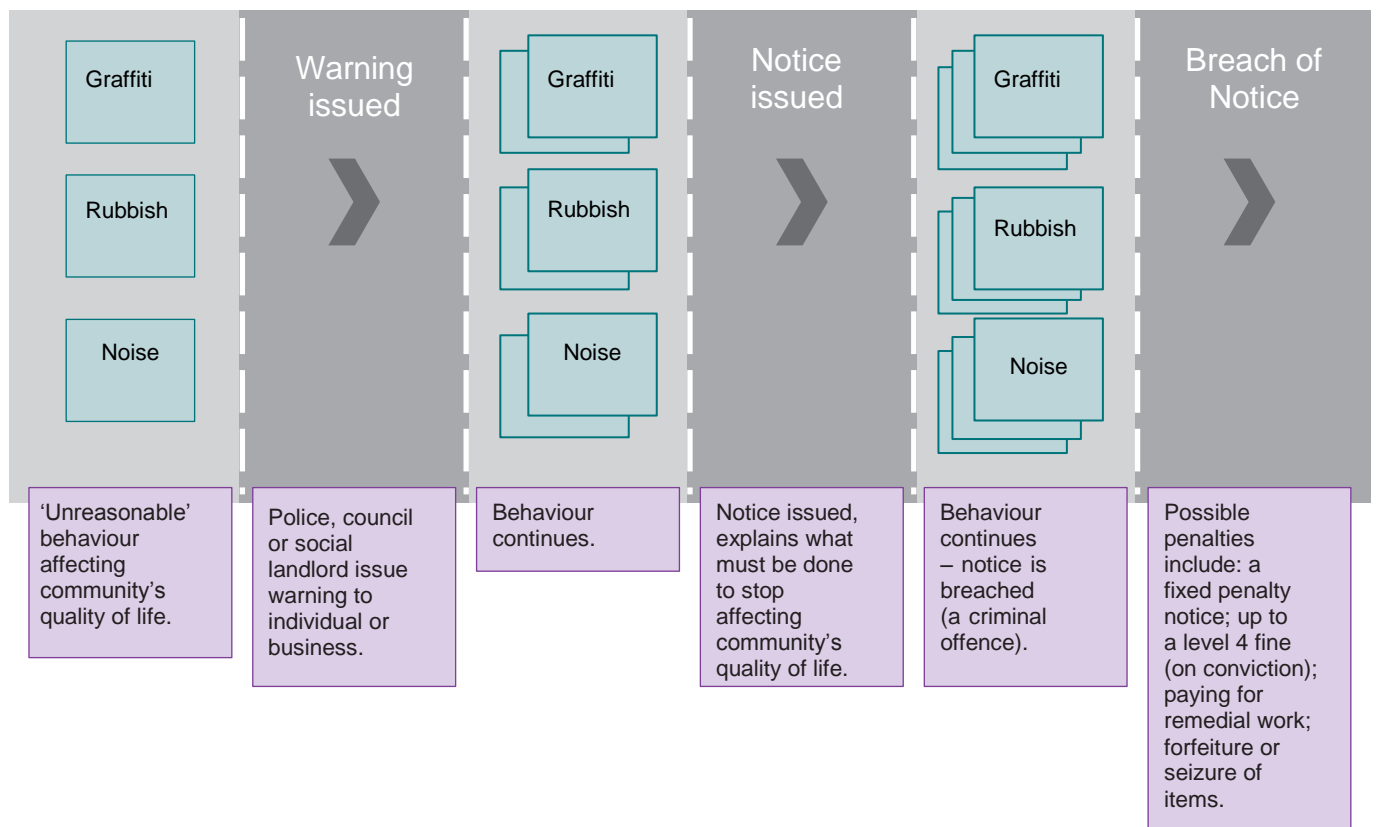 Graffiti
Rubbish
Noise
Warning
issued
Graffiti
Rubbish
Noise
Notice
issued
Graffiti
Rubbish
Noise
Breach of
Notice
‘Unreasonable’
behaviour
affecting
community’s
quality of life.
Police, council
or social
landlord issue
warning to
individual or
business.
Behaviour
continues.
Notice issued,
explains what
must be done
to stop
affecting
community’s
quality of life.
Behaviour
continues
– notice is
breached
(a criminal
offence).
Possible
penalties
include: a
fixed penalty
notice; up to
a level 4 fine
(on conviction);
paying for
remedial work;
forfeiture or
seizure of
items.